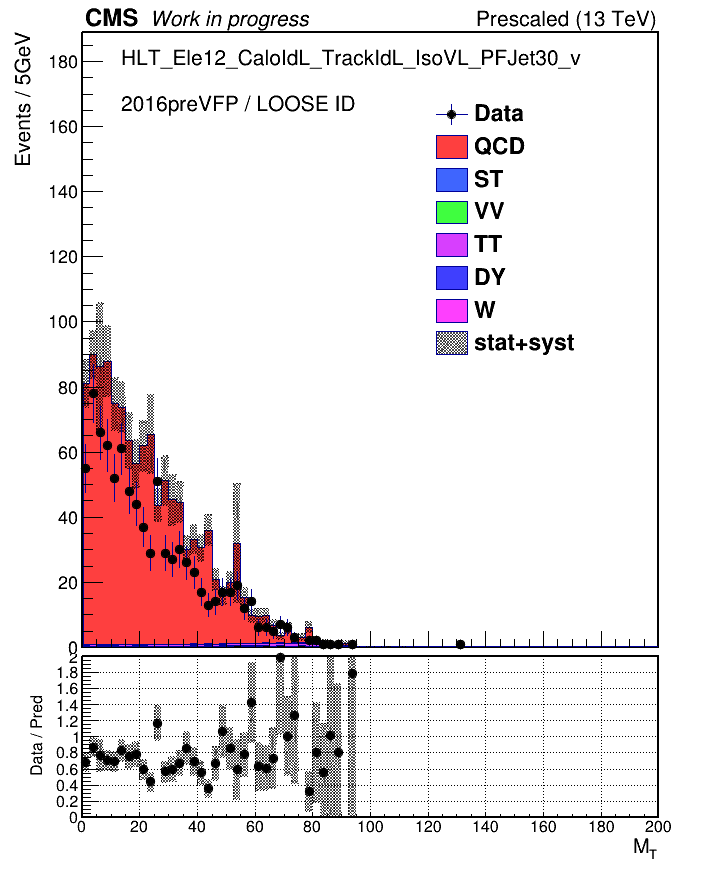 CMS Work in progress Prescaled (13 TeV)
Events / 5GeV
HLT_Ele12_CaloIdL_TrackIdL_IsoVL_PFJet30_v
2016preVFP / LOOSE ID
Data
QCD
ST
VV
TT
DY
W
stat+syst
180
160
140
120
100
80
60
40
20
0
Data / Pred
2
1.8
1.6
1.4
1.2
1
0.8
0.6
0.4
0.2
0
0 20 40 60 80 100 120 140 160 180 200
M_T